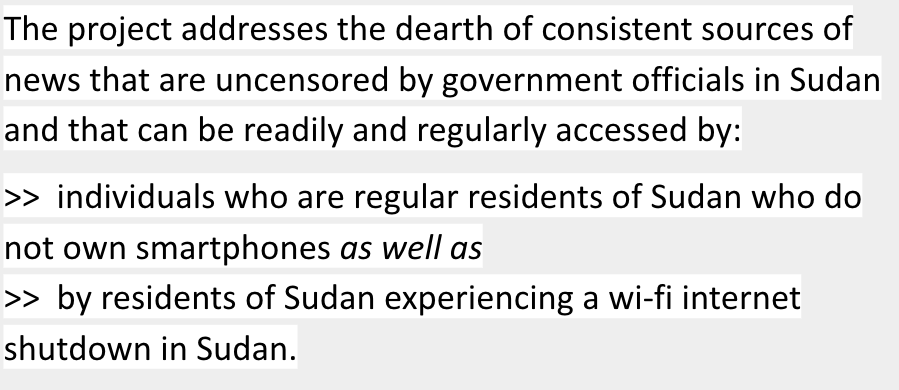 The project addresses the dearth of consistent sources of
news that are uncensored by government officials in Sudan
and that can be readily and regularly accessed by:
>>  individuals who are regular residents of Sudan who do
not own smartphones as well as
>>  by residents of Sudan experiencing a wi-fi internet
shutdown in Sudan.